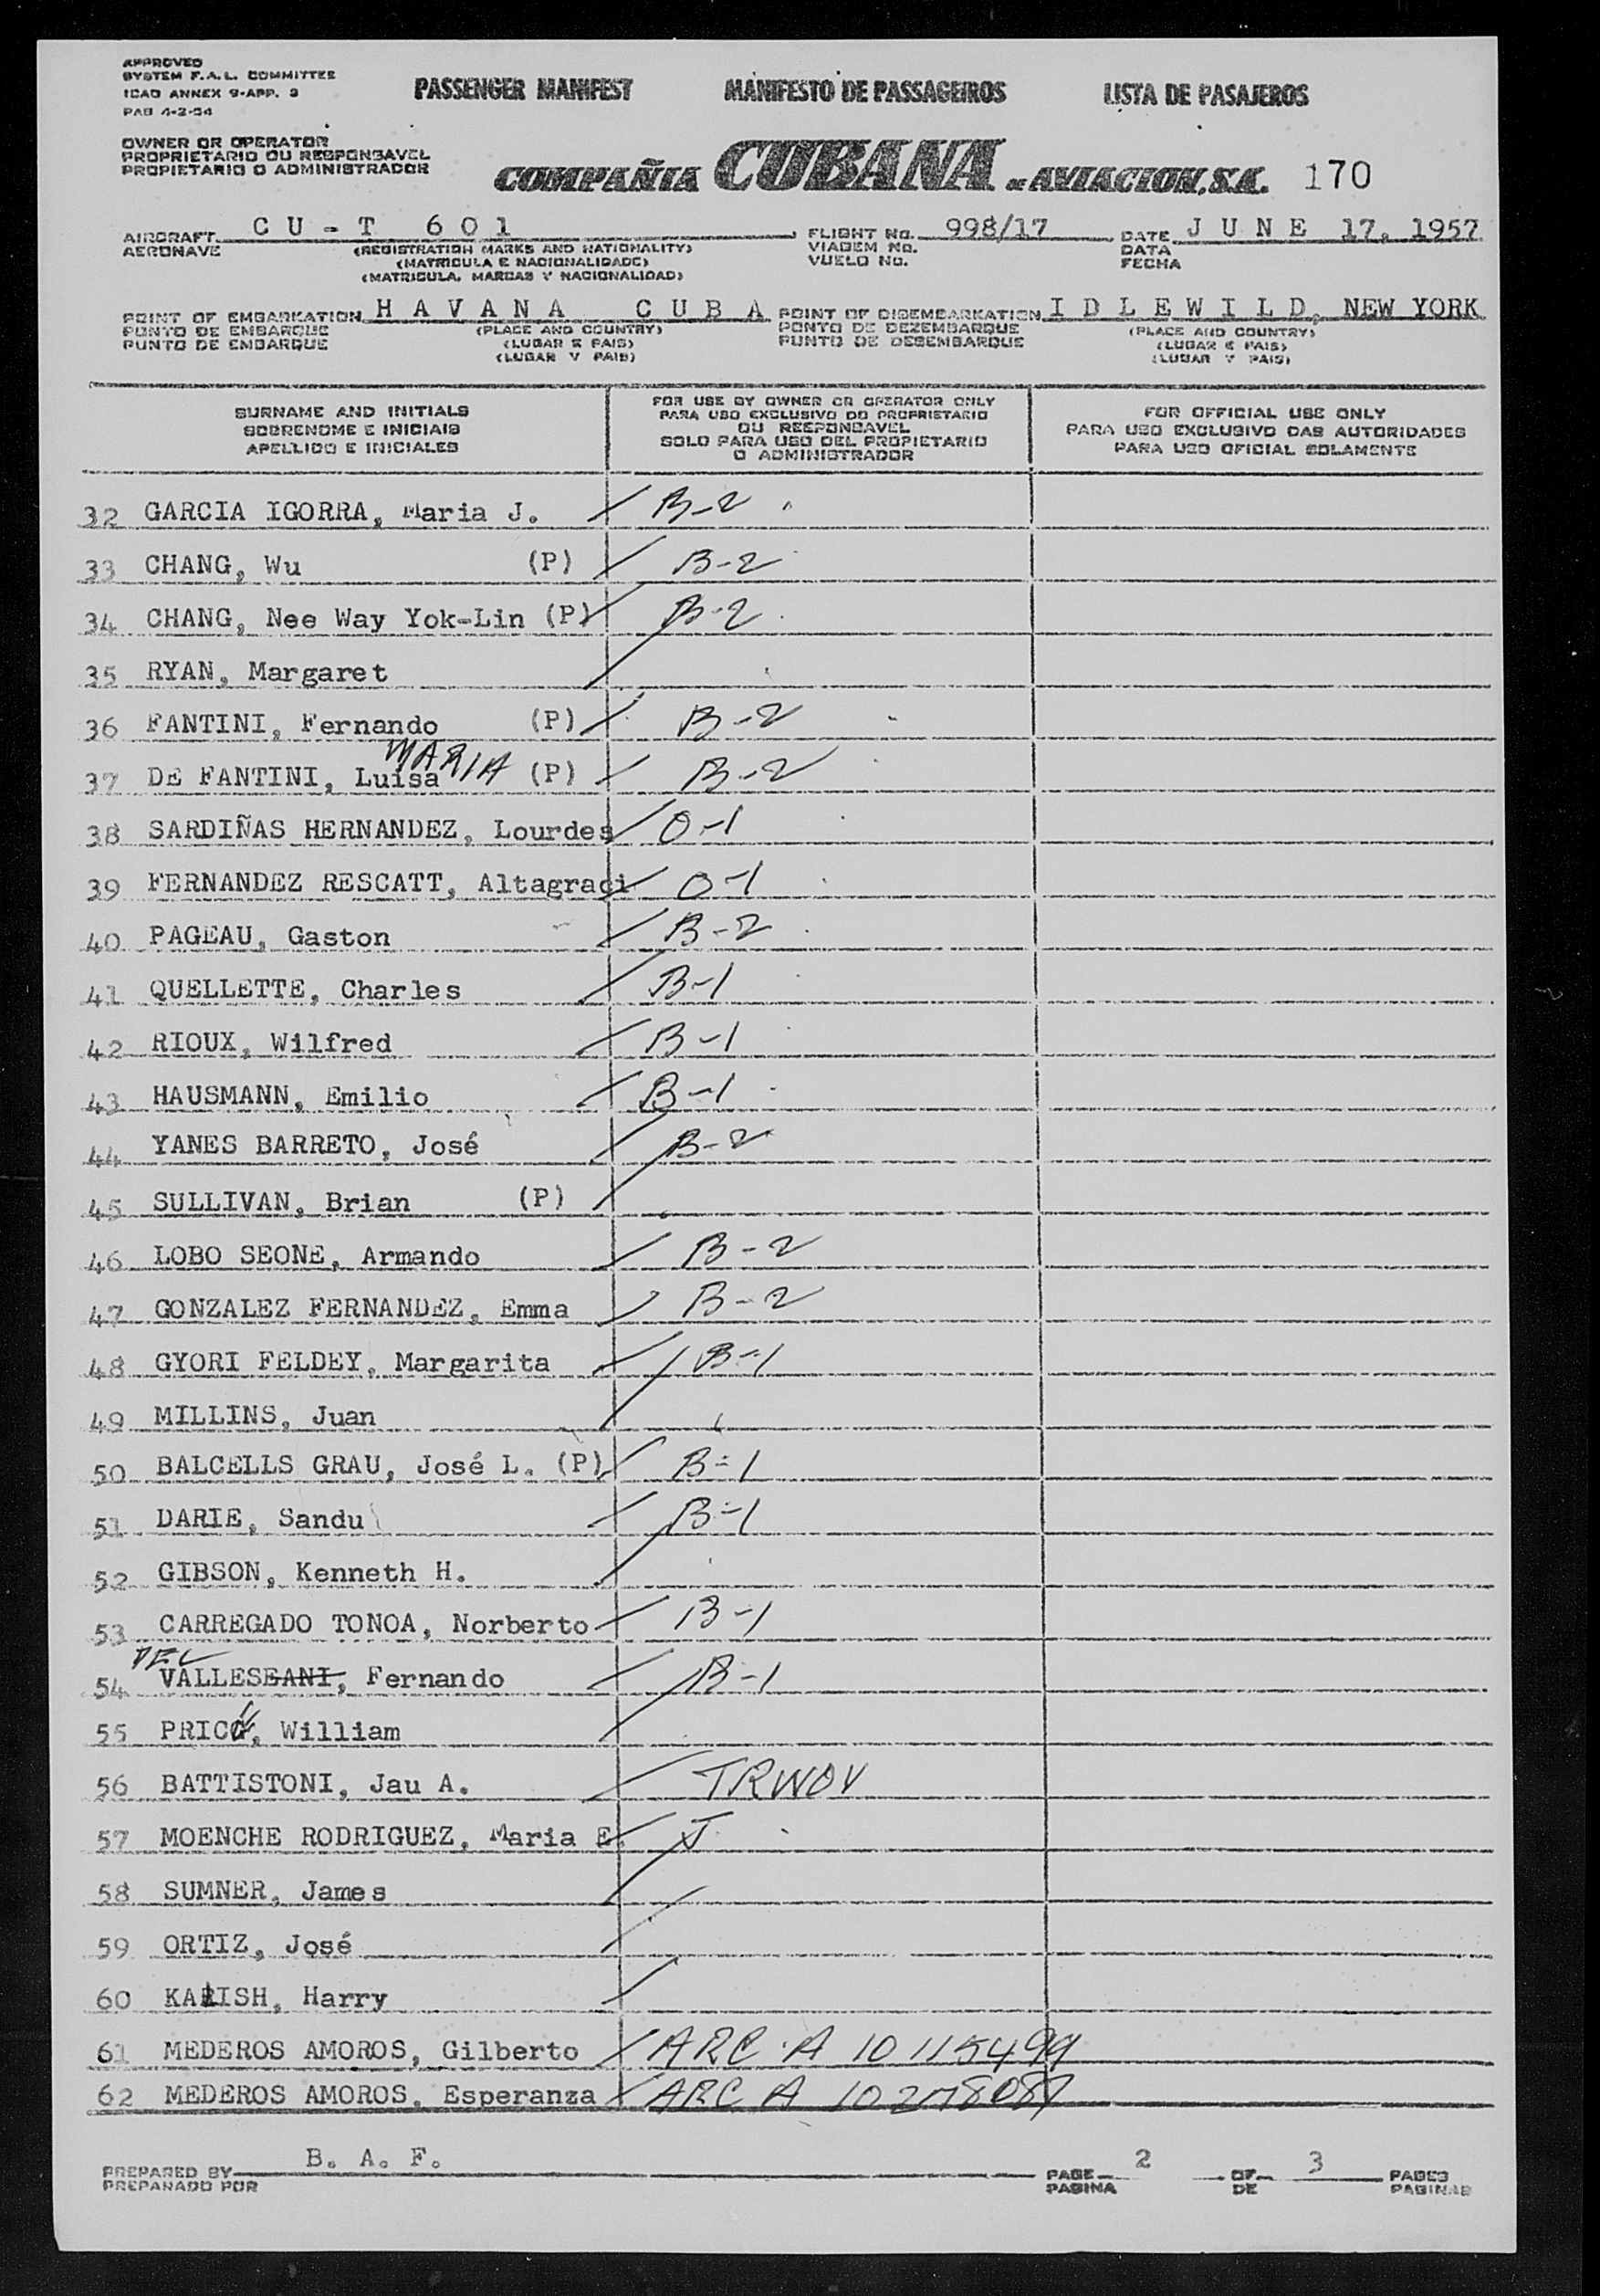 APPROVED
SYSTEM F.A.L. COMMITTEE
ICAO ANNEX 9-APP. 3
PAB 4-2-54
PASSENGER MANIFEST MANIFESTO DE PASSAGEIROS LISTA DE PASAJEROS
OWNER OR OPERATOR
PROPRIETARIO OU RESPONSAVEL
PROPIETARIO O ADMINISTRADOR
COMPAÑIA CUBANA DE AVIACION, S.A. 170
AIRCRAFT CU-T 601 FLIGHT No. 998/17 DATE JUNE 17, 1957
AERONAVE (REGISTRATION MARKS AND NATIONALITY) VIAGEM No. DATA
(MATRICULA E NACIONALIDADE) VUELO No. FECHA
(MATRICULA, MARCAS Y NACIONALIDAD)
POINT OF EMBARKATION HAVANA CUBA POINT OF DISEMBARKATION IDLEWILD, NEW YORK
PUNTO DE EMBARQUE (PLACE AND COUNTRY) PONTO DE DEZEMBARQUE (PLACE AND COUNTRY)
PUNTO DE EMBARQUE (LUGAR E PAIS) PUNTO DE DESEMBARQUE (LUGAR E PAIS)
(LUGAR Y PAIS) (LUGAR Y PAIS)
SURNAME AND INITIALS
SOBRENOME E INICIAIS
APELLIDO E INICIALES
FOR USE BY OWNER OR OPERATOR ONLY
PARA USO EXCLUSIVO DO PROPRIETARIO
OU RESPONSAVEL
SOLO PARA USO DEL PROPIETARIO
O ADMINISTRADOR
FOR OFFICIAL USE ONLY
PARA USO EXCLUSIVO DAS AUTORIDADES
PARA USO OFICIAL SOLAMENTE
32 GARCIA IGORRA, Maria J. B-2
33 CHANG, Wu (P) B-2
34 CHANG, Nee Way Yok-Lin (P) B-2
35 RYAN, Margaret
36 FANTINI, Fernando (P) B-2
MARIA
37 DE FANTINI, Luisa (P) B-2
38 SARDIÑAS HERNANDEZ, Lourdes O-1
39 FERNANDEZ RESCATT, Altagraci O-1
40 PAGEAU, Gaston B-2
41 QUELLETTE, Charles B-1
42 RIOUX, Wilfred B-1
43 HAUSMANN, Emilio B-1
44 YANES BARRETO, José B-2
45 SULLIVAN, Brian (P)
46 LOBO SEONE, Armando B-2
47 GONZALEZ FERNANDEZ, Emma B-2
48 GYORI FELDEY, Margarita B-1
49 MILLINS, Juan
50 BALCELLS GRAU, José L. (P) B-1
51 DARIE, Sandu B-1
52 GIBSON, Kenneth H.
53 CARREGADO TONOA, Norberto B-1
DEL
54 VALLESEANI, Fernando B-1
55 PRICE, William
56 BATTISTONI, Jau A. TRWOV
57 MOENCHE RODRIGUEZ, Maria E. J
58 SUMNER, James
59 ORTIZ, José
60 KALISH, Harry
61 MEDEROS AMOROS, Gilberto ARC A 10 115499
62 MEDEROS AMOROS, Esperanza ARC A 10278087
PREPARED BY B. A. F. PAGE 2 OF 3 PAGES
PREPARADO POR PAGINA DE PAGINAS